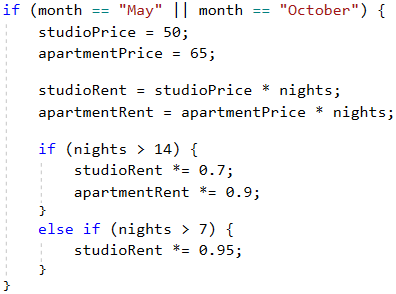 if (month == "May" || month == "October") {
    studioPrice = 50;
    apartmentPrice = 65;

    studioRent = studioPrice * nights;
    apartmentRent = apartmentPrice * nights;

    if (nights > 14) {
        studioRent *= 0.7;
        apartmentRent *= 0.9;
    }
    else if (nights > 7) {
        studioRent *= 0.95;
    }
}